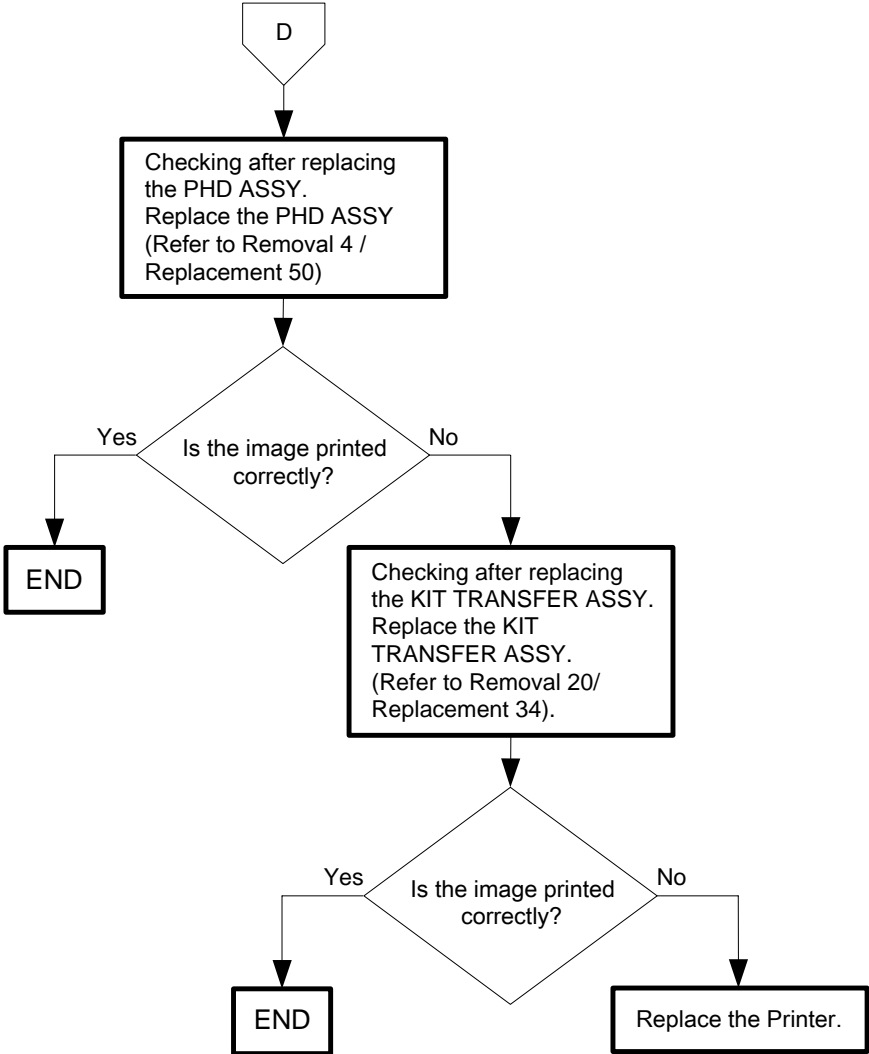 D
Checking after replacing
the PHD ASSY.
Replace the PHD ASSY
(Refer to Removal 4 /
Replacement 50)
Yes
Is the image printed
correctly?
No
END
Checking after replacing
the KIT TRANSFER ASSY.
Replace the KIT
TRANSFER ASSY.
(Refer to Removal 20/
Replacement 34).
Yes
Is the image printed
correctly?
No
END
Replace the Printer.